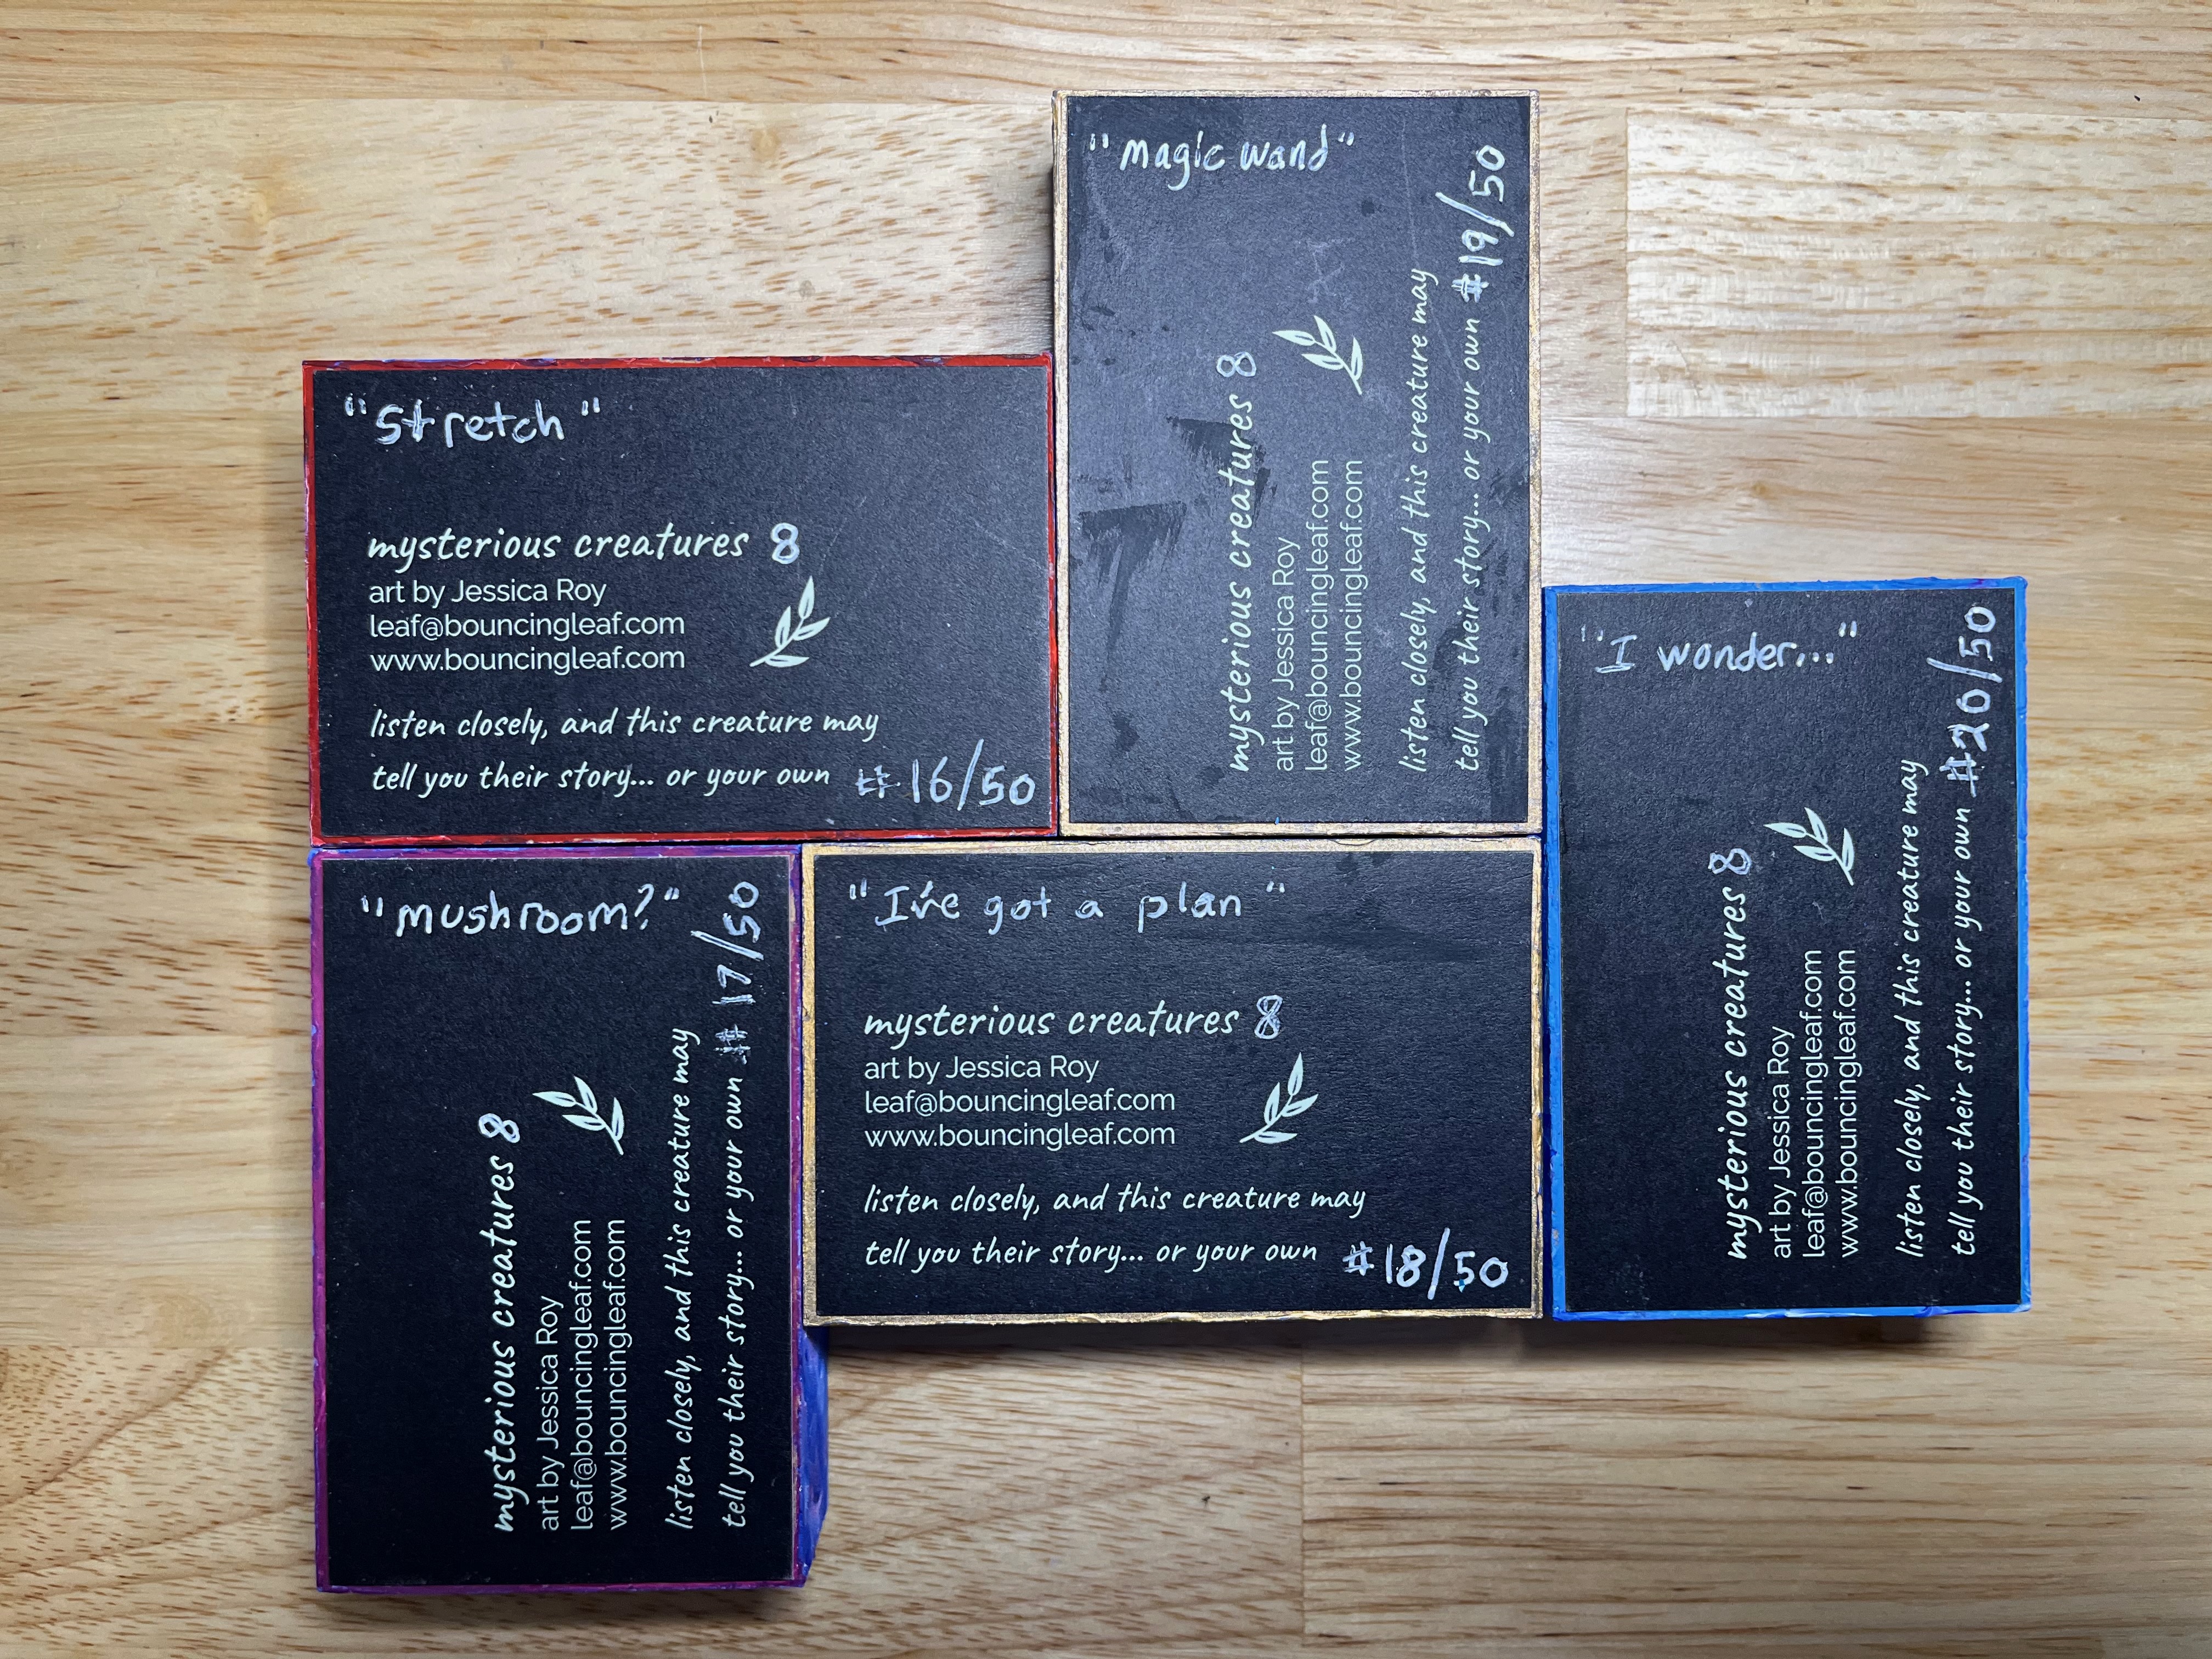 "stretch"
mysterious creatures 8
art by Jessica Roy
leaf@bouncingleaf.com
www.bouncingleaf.com
listen closely, and this creature may
tell you their story... or your own #16/50
"magic wand"
mysterious creatures 8
art by Jessica Roy
leaf@bouncingleaf.com
www.bouncingleaf.com
listen closely, and this creature may
tell you their story... or your own #19/50
"I wonder..."
mysterious creatures 8
art by Jessica Roy
leaf@bouncingleaf.com
www.bouncingleaf.com
listen closely, and this creature may
tell you their story... or your own #20/50
"mushroom?"
mysterious creatures 8
art by Jessica Roy
leaf@bouncingleaf.com
www.bouncingleaf.com
listen closely, and this creature may
tell you their story... or your own #17/50
"I've got a plan"
mysterious creatures 8
art by Jessica Roy
leaf@bouncingleaf.com
www.bouncingleaf.com
listen closely, and this creature may
tell you their story... or your own #18/50